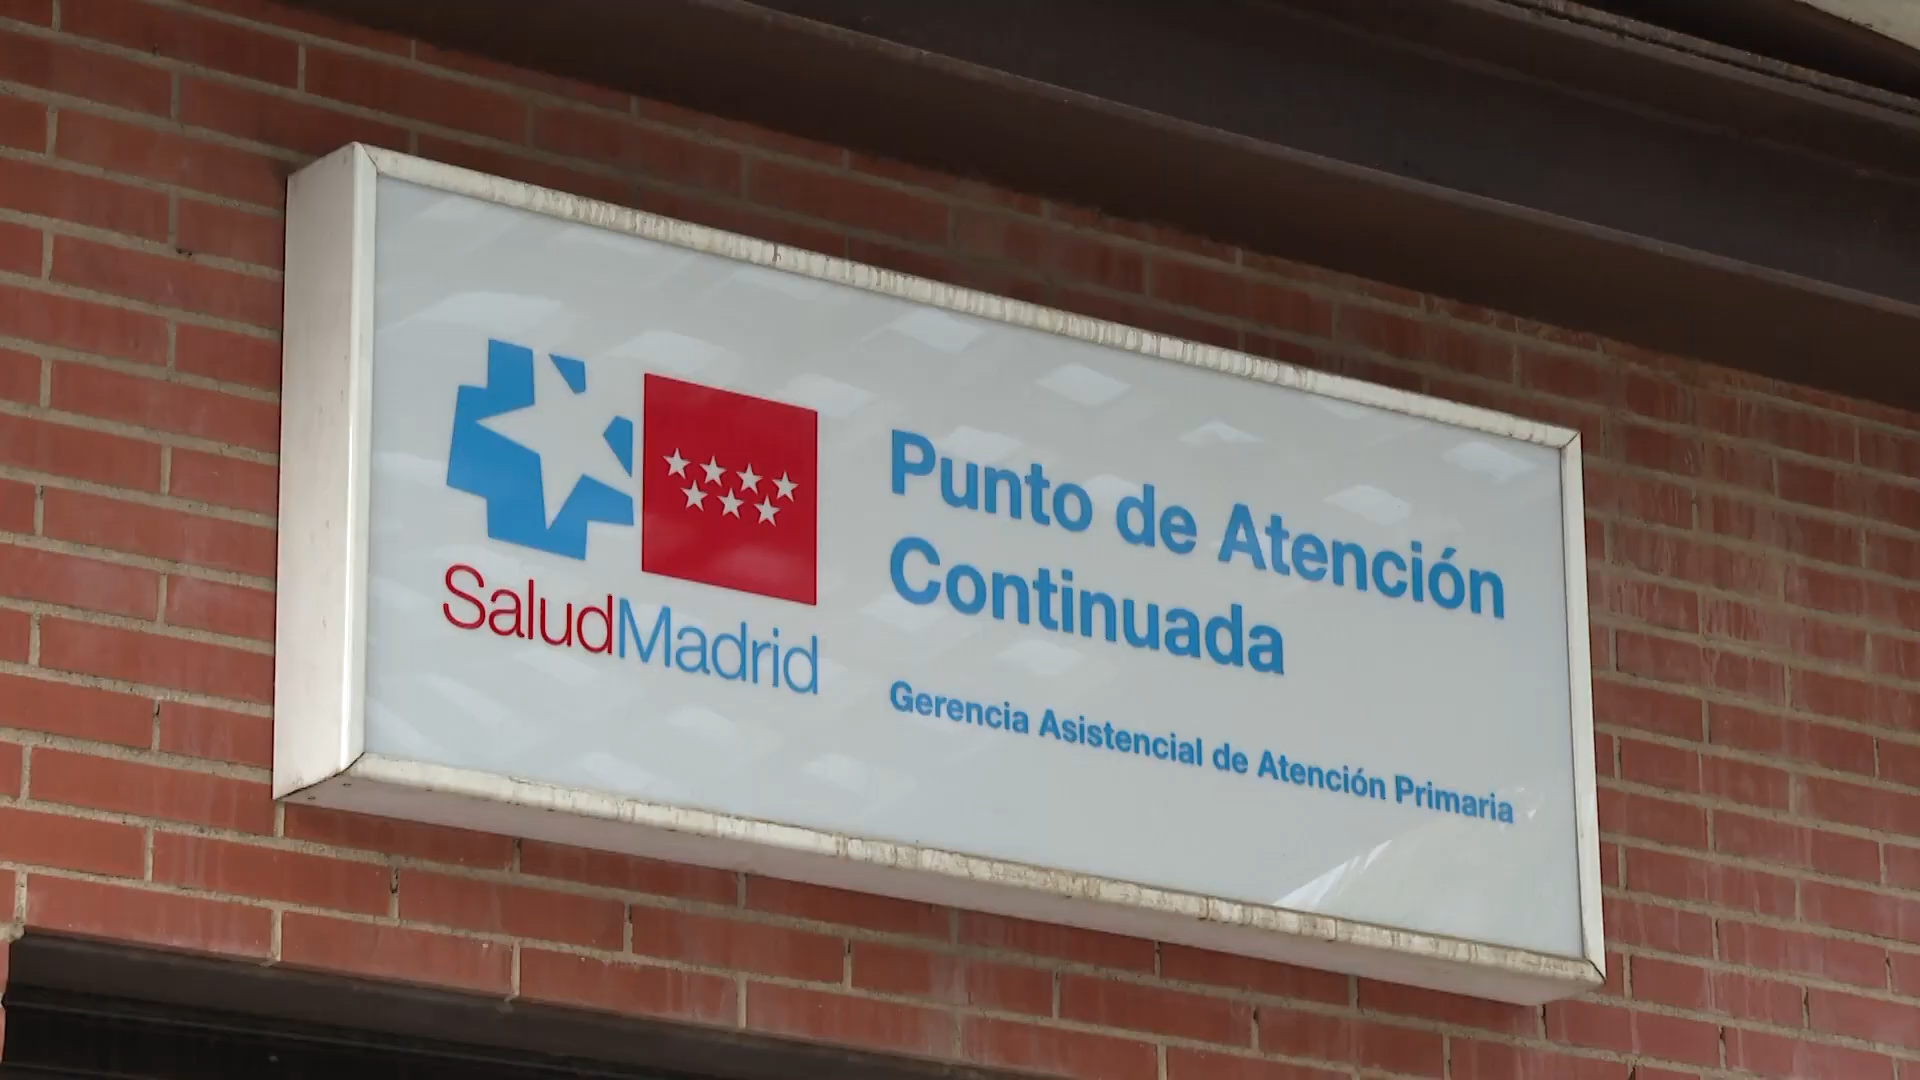 SaludMadrid
Punto de Atención
Continuada
Gerencia Asistencial de Atención Primaria